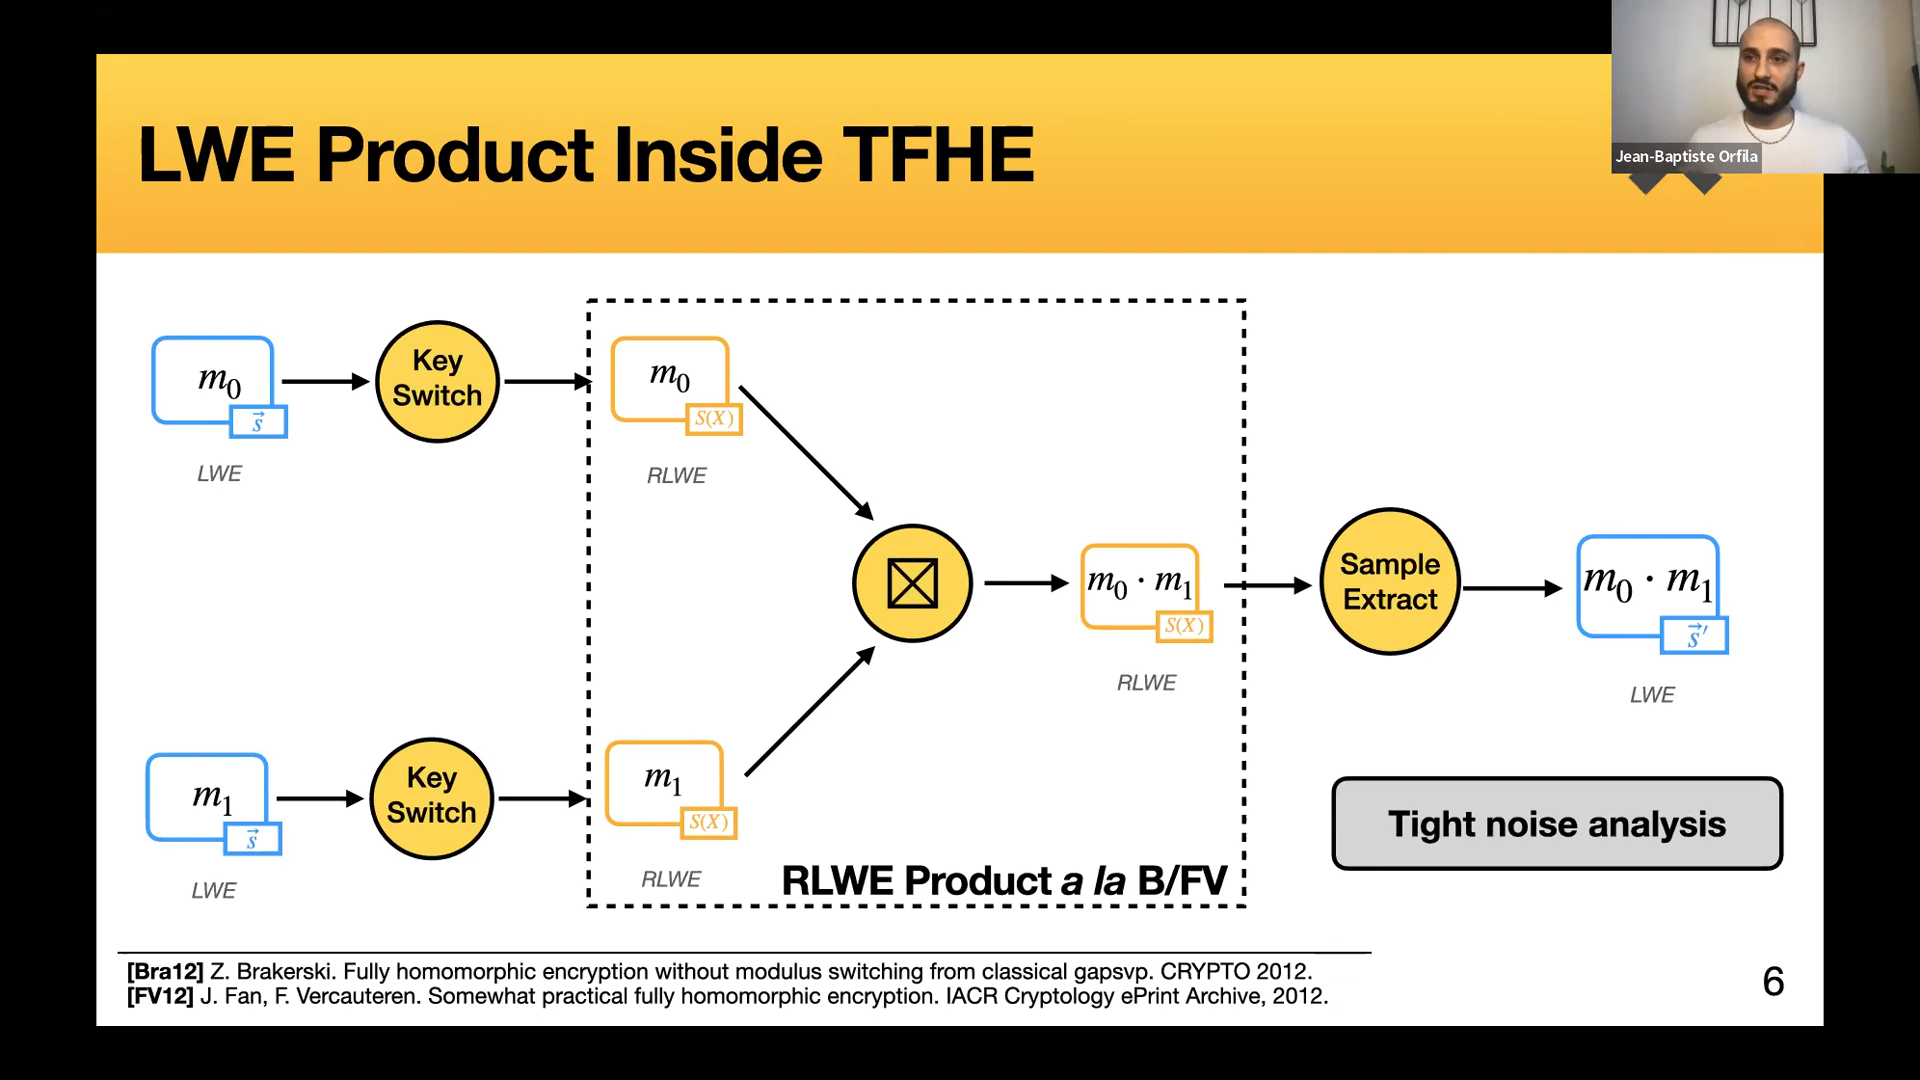 Jean-Baptiste Orfila
LWE Product Inside TFHE
m₀
s⃗
LWE
Key
Switch
m₀
S(X)
RLWE
m₀ · m₁
S(X)
RLWE
Sample
Extract
m₀ · m₁
s⃗′
LWE
m₁
s⃗
LWE
Key
Switch
m₁
S(X)
RLWE
RLWE Product a la B/FV
Tight noise analysis
[Bra12] Z. Brakerski. Fully homomorphic encryption without modulus switching from classical gapsvp. CRYPTO 2012.
[FV12] J. Fan, F. Vercauteren. Somewhat practical fully homomorphic encryption. IACR Cryptology ePrint Archive, 2012.
6